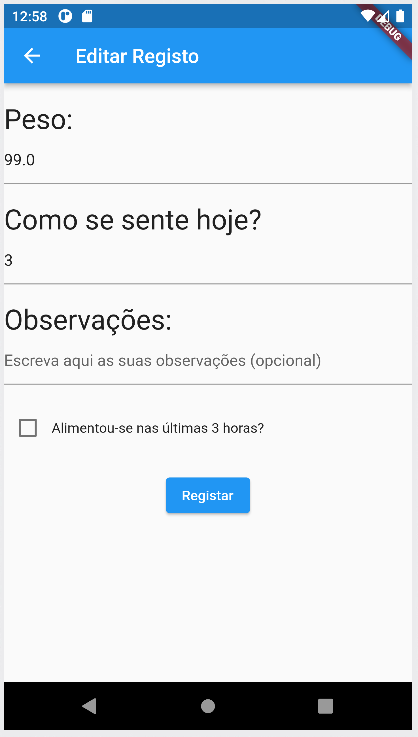 12:58
DEBUG
Editar Registo
Peso:
99.0
Como se sente hoje?
3
Observações:
Escreva aqui as suas observações (opcional)
Alimentou-se nas últimas 3 horas?
Registar